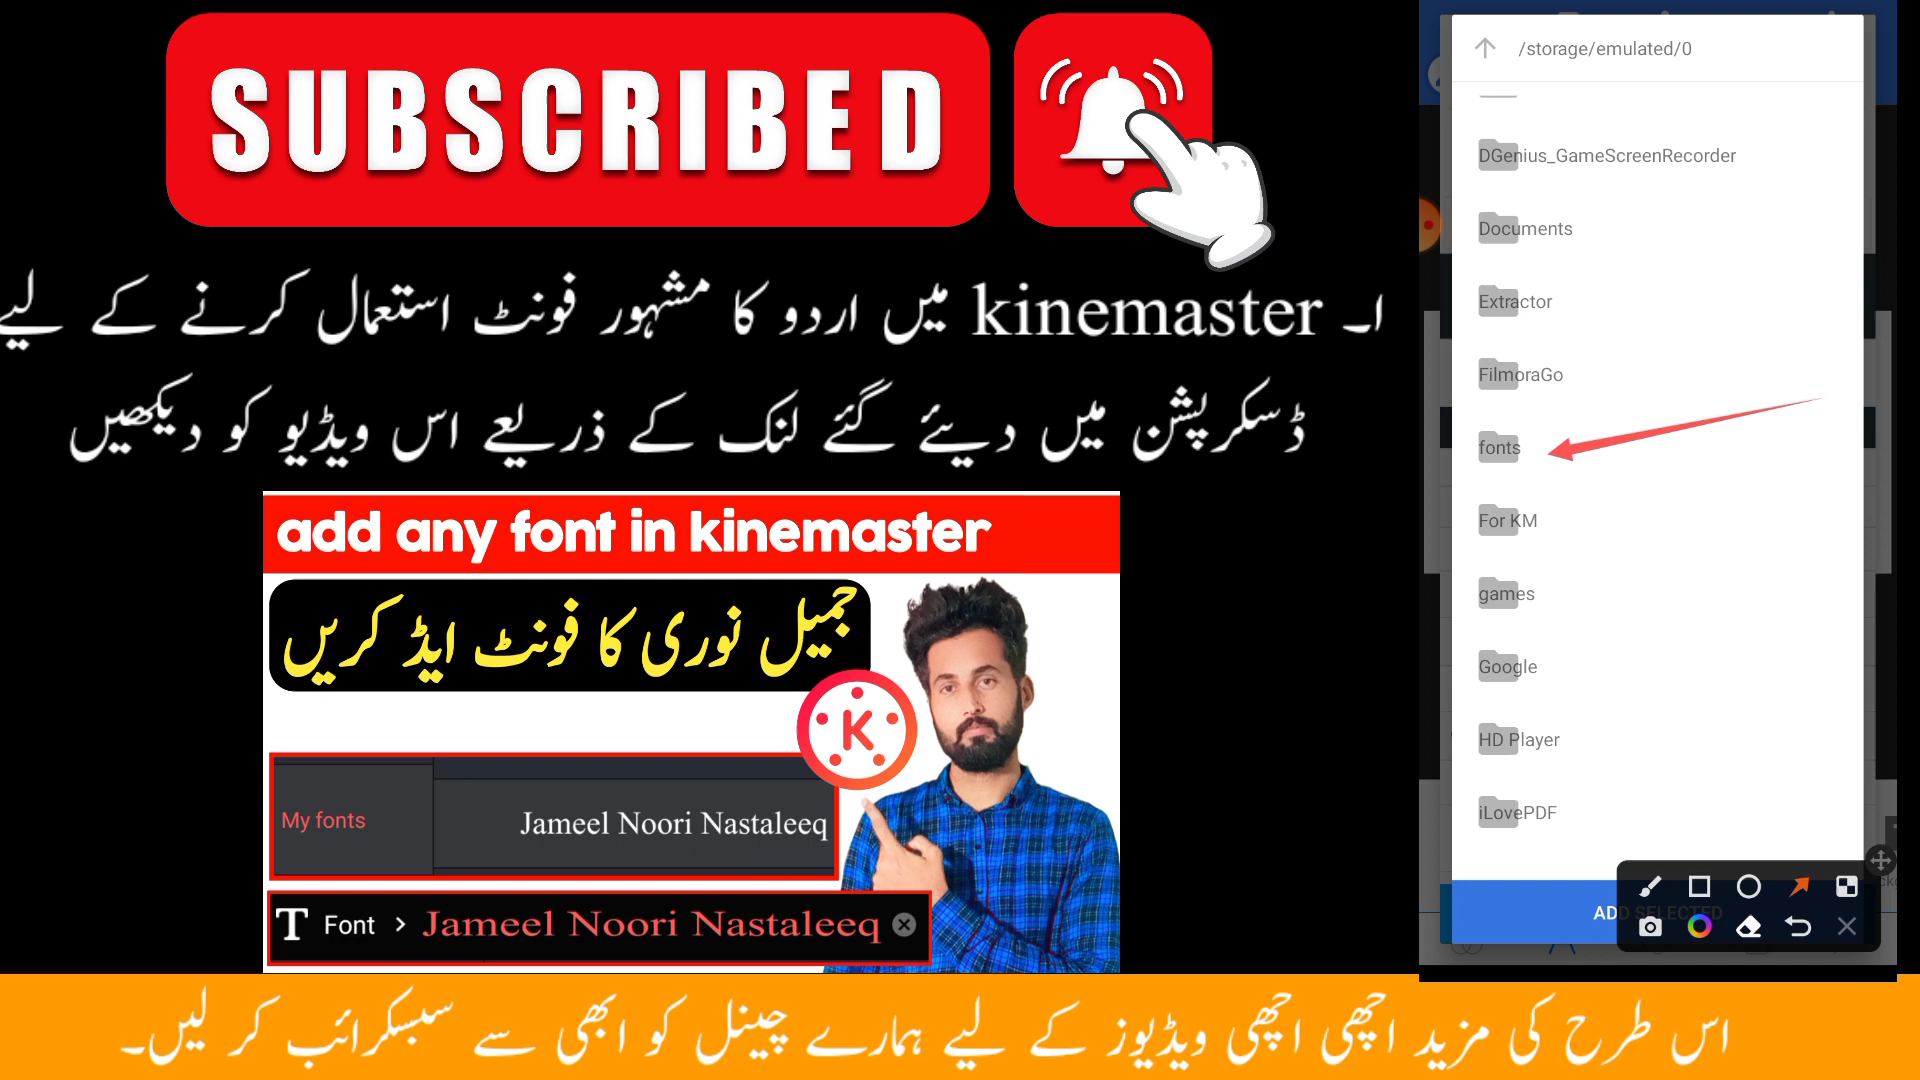 SUBSCRIBED
ا۔ kinemaster میں اردو کا مشہور فونٹ استعمال کرنے کے لیے
ڈسکرپشن میں دیئے گئے لنک کے ذریعے اس ویڈیو کو دیکھیں
add any font in kinemaster
جمیل نوری کا فونٹ ایڈ کریں
K
My fonts
Jameel Noori Nastaleeq
T Font > Jameel Noori Nastaleeq
/storage/emulated/0
DGenius_GameScreenRecorder
Documents
Extractor
FilmoraGo
fonts
For KM
games
Google
HD Player
iLovePDF
ADD SELECTED
اس طرح کی مزید اچھی اچھی ویڈیوز کے لیے ہمارے چینل کو ابھی سے سبسکرائب کر لیں۔